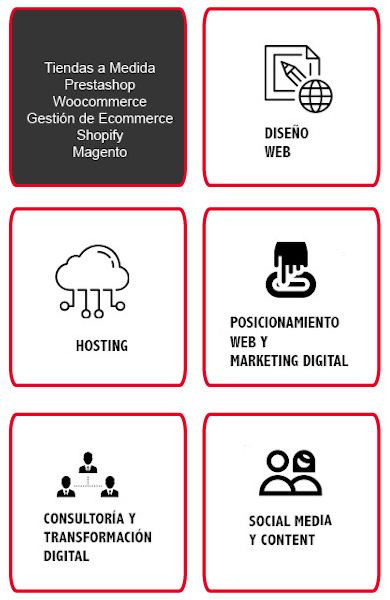 Tiendas a Medida
Prestashop
Woocommerce
Gestión de Ecommerce
Shopify
Magento
DISEÑO
WEB
HOSTING
POSICIONAMIENTO
WEB Y
MARKETING DIGITAL
CONSULTORÍA Y
TRANSFORMACIÓN
DIGITAL
SOCIAL MEDIA
Y CONTENT